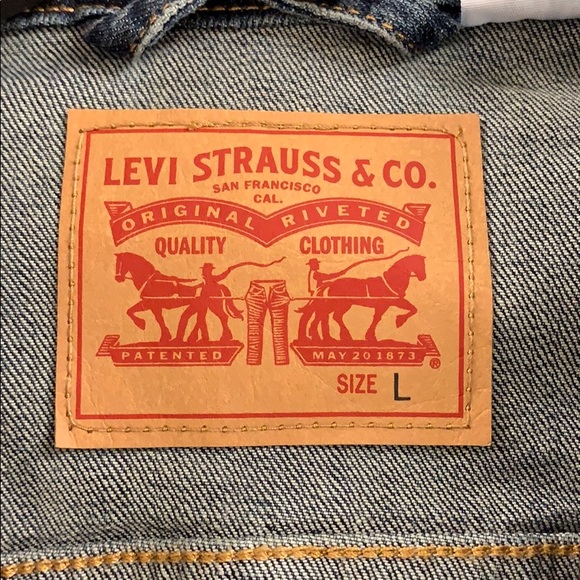 LEVI STRAUSS & CO.
SAN FRANCISCO
CAL.
ORIGINAL RIVETED
QUALITY CLOTHING
PATENTED MAY 20 1873 ®
SIZE L